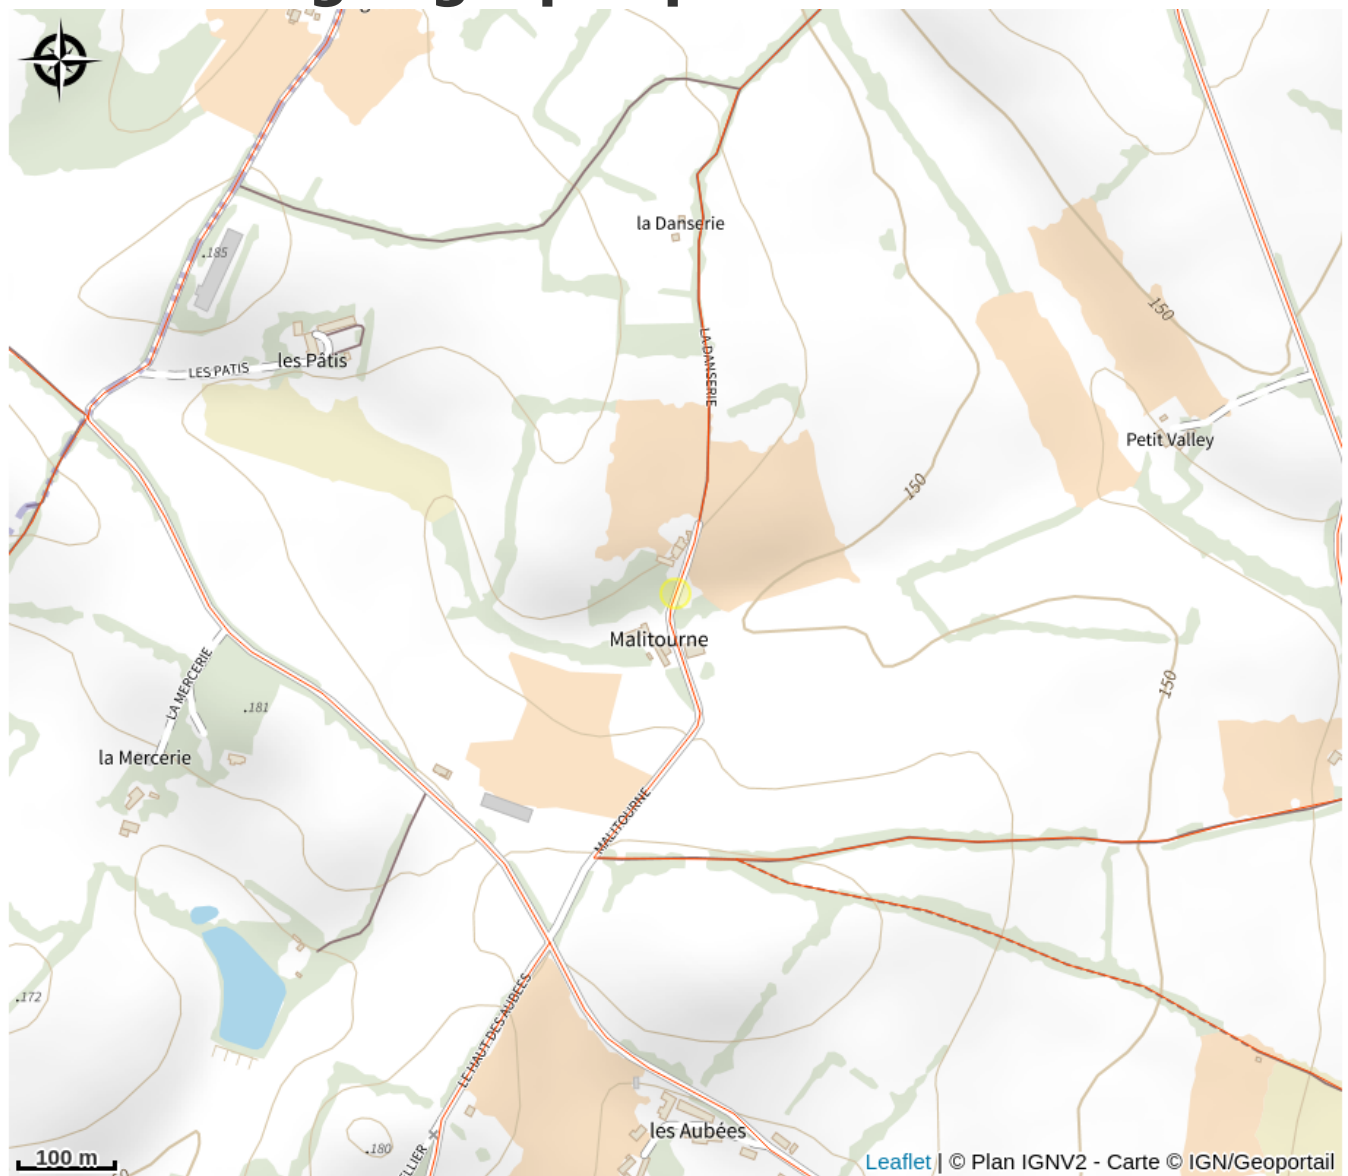 la Danserie
.185
LA DANSERIE
150
les Pâtis
LES PATIS
Petit Valley
150
Malitourne
LA MERCERIE
150
.181
la Mercerie
MALITOURNE
.172
LE HAUT DES AUBEES
les Aubées
.180
100 m
Leaflet | © Plan IGNV2 - Carte © IGN/Geoportail